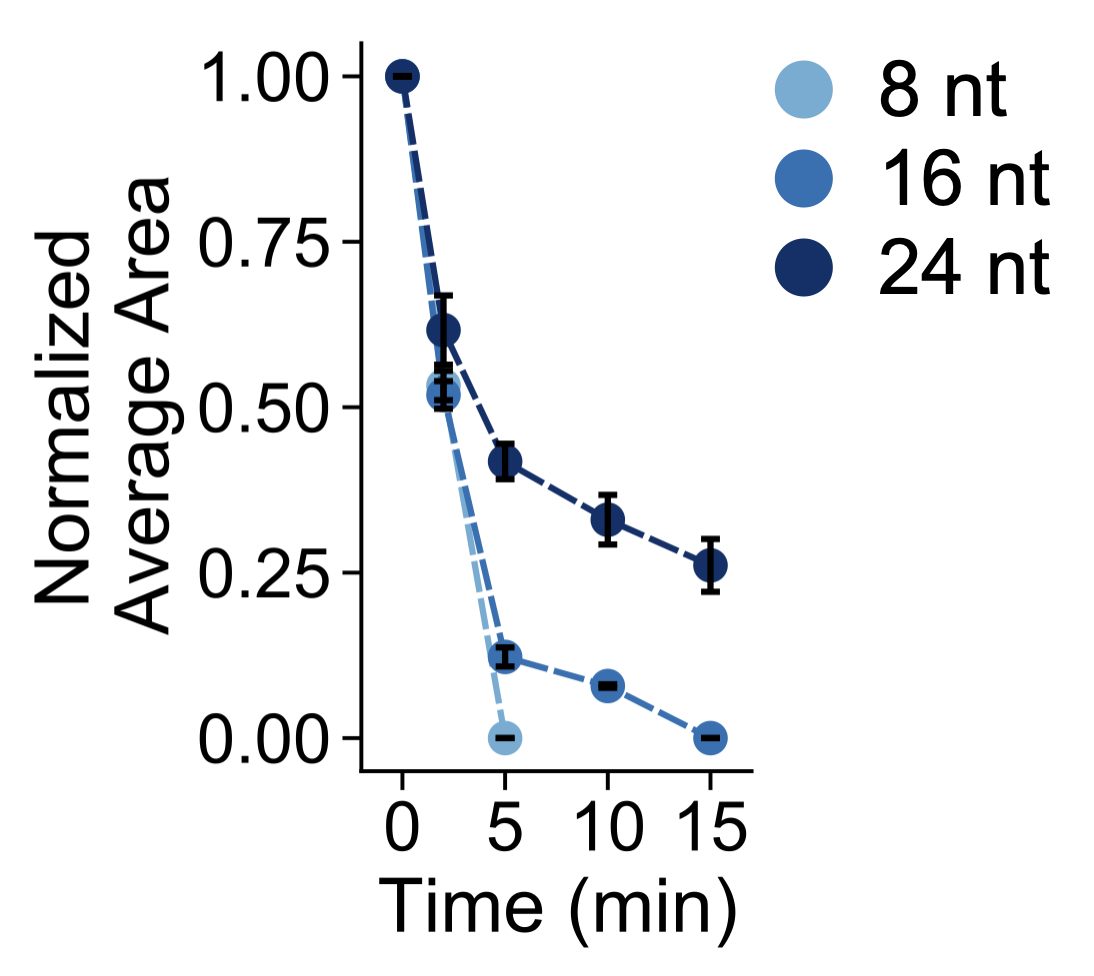 Normalized
Average Area
1.00
0.75
0.50
0.25
0.00
0 5 10 15
Time (min)
8 nt
16 nt
24 nt